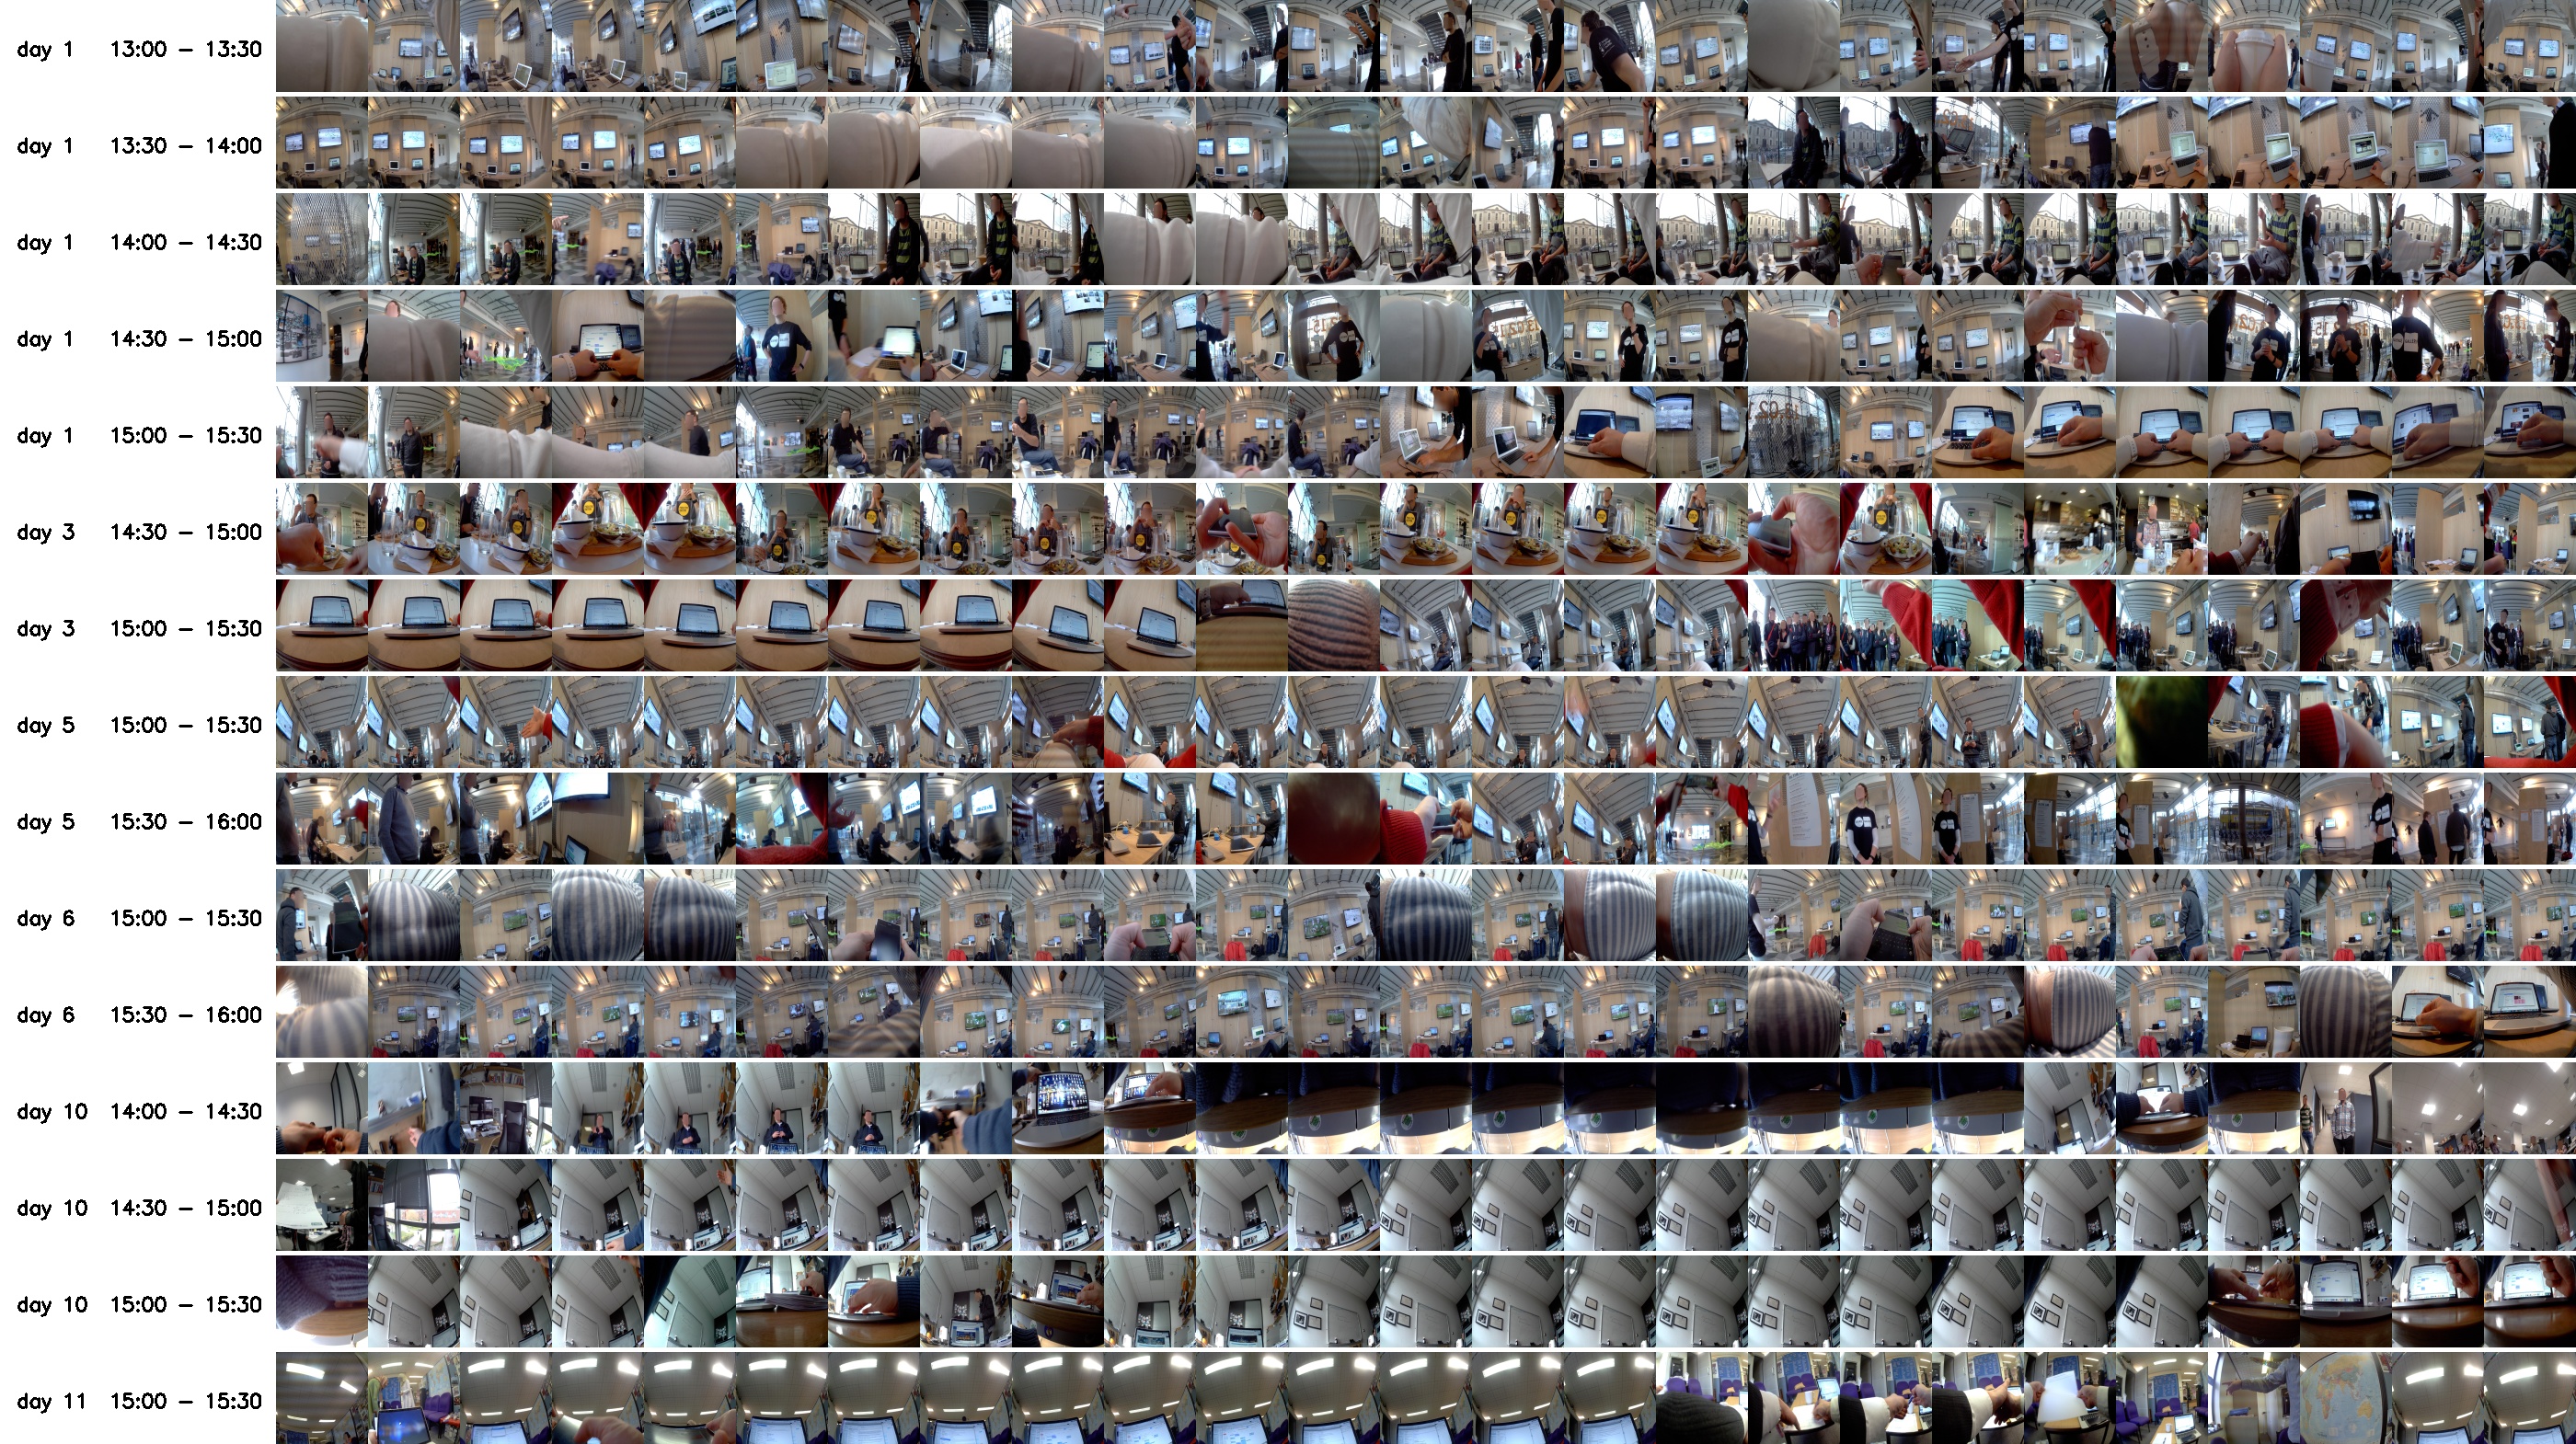 day 1 13:00 – 13:30
day 1 13:30 – 14:00
day 1 14:00 – 14:30
day 1 14:30 – 15:00
day 1 15:00 – 15:30
day 3 14:30 – 15:00
day 3 15:00 – 15:30
day 5 15:00 – 15:30
day 5 15:30 – 16:00
day 6 15:00 – 15:30
day 6 15:30 – 16:00
day 10 14:00 – 14:30
day 10 14:30 – 15:00
day 10 15:00 – 15:30
day 11 15:00 – 15:30